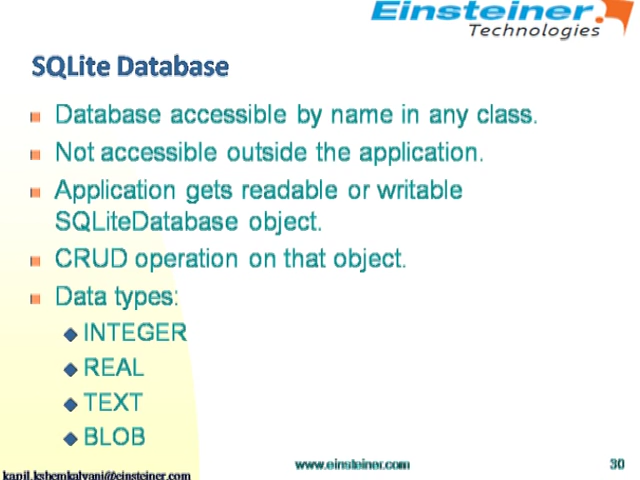 Einsteiner
Technologies
SQLite Database
Database accessible by name in any class.
Not accessible outside the application.
Application gets readable or writable
SQLiteDatabase object.
CRUD operation on that object.
Data types:
INTEGER
REAL
TEXT
BLOB
kapil.kshemkalyani@einsteiner.com
www.einsteiner.com
30